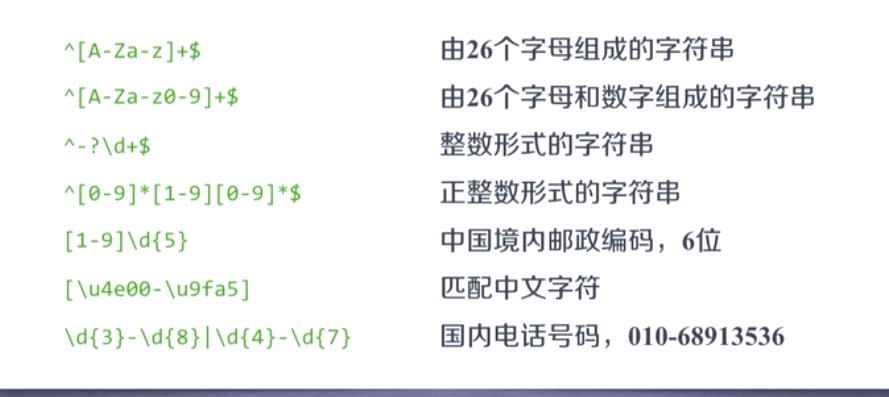 ^[A-Za-z]+$ 由26个字母组成的字符串
^[A-Za-z0-9]+$ 由26个字母和数字组成的字符串
^-?\d+$ 整数形式的字符串
^[0-9]*[1-9][0-9]*$ 正整数形式的字符串
[1-9]\d{5} 中国境内邮政编码，6位
[\u4e00-\u9fa5] 匹配中文字符
\d{3}-\d{8}|\d{4}-\d{7} 国内电话号码，010-68913536